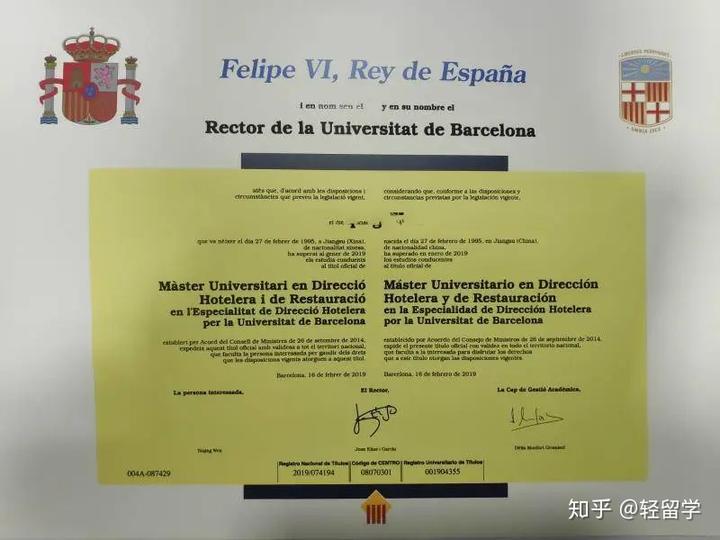 Felipe VI, Rey de España
i en nom seu el y en su nombre el
Rector de la Universitat de Barcelona
atès que, d'acord amb les disposicions i
circumstàncies que preveu la legislació vigent,
considerando que, conforme a las disposiciones y
circunstancias previstas por la legislación vigente,
que va néixer el dia 27 de febrer de 1995, a Jiangsu (Xina),
de nacionalitat xinesa,
ha superat al gener de 2019
els estudis conduents
al títol oficial de
nacida el día 27 de febrero de 1995, en Jiangsu (China),
de nacionalidad china,
ha superado en enero de 2019
los estudios conducentes
al título oficial de
Màster Universitari en Direcció
Hotelera i de Restauració
en l'Especialitat de Direcció Hotelera
per la Universitat de Barcelona
Máster Universitario en Dirección
Hotelera y de Restauración
en la Especialidad de Dirección Hotelera
por la Universitat de Barcelona
establert per Acord del Consell de Ministres de 26 de setembre de 2014,
expedeix aquest títol oficial amb validesa a tot el territori nacional,
que faculta la persona interessada per gaudir dels drets
que les disposicions vigents atorguen a aquest títol.
establecido por Acuerdo del Consejo de Ministros de 26 de septiembre de 2014,
expide el presente título oficial con validez en todo el territorio nacional,
que faculta a la interesada para disfrutar los derechos
que a este título otorgan las disposiciones vigentes.
Barcelona, 16 de febrer de 2019
Barcelona, 16 de febrero de 2019
La persona interessada,
El Rector,
La Cap de Gestió Acadèmica,
Joan Elias i García
004A-087429
Registro Nacional de Títulos
Código de CENTRO
Registro Universitario de Títulos
2019/074194
08070301
001904355
知乎 @轻留学